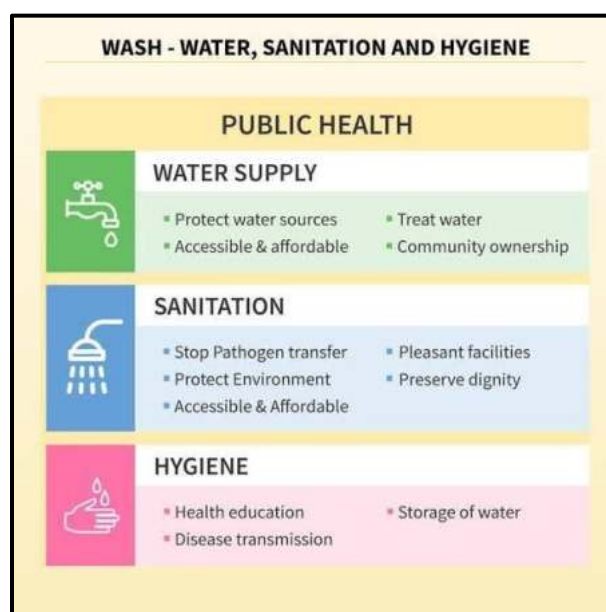 WASH - WATER, SANITATION AND HYGIENE
PUBLIC HEALTH
WATER SUPPLY
Protect water sources
Treat water
Accessible & affordable
Community ownership
SANITATION
Stop Pathogen transfer
Pleasant facilities
Protect Environment
Preserve dignity
Accessible & Affordable
HYGIENE
Health education
Storage of water
Disease transmission